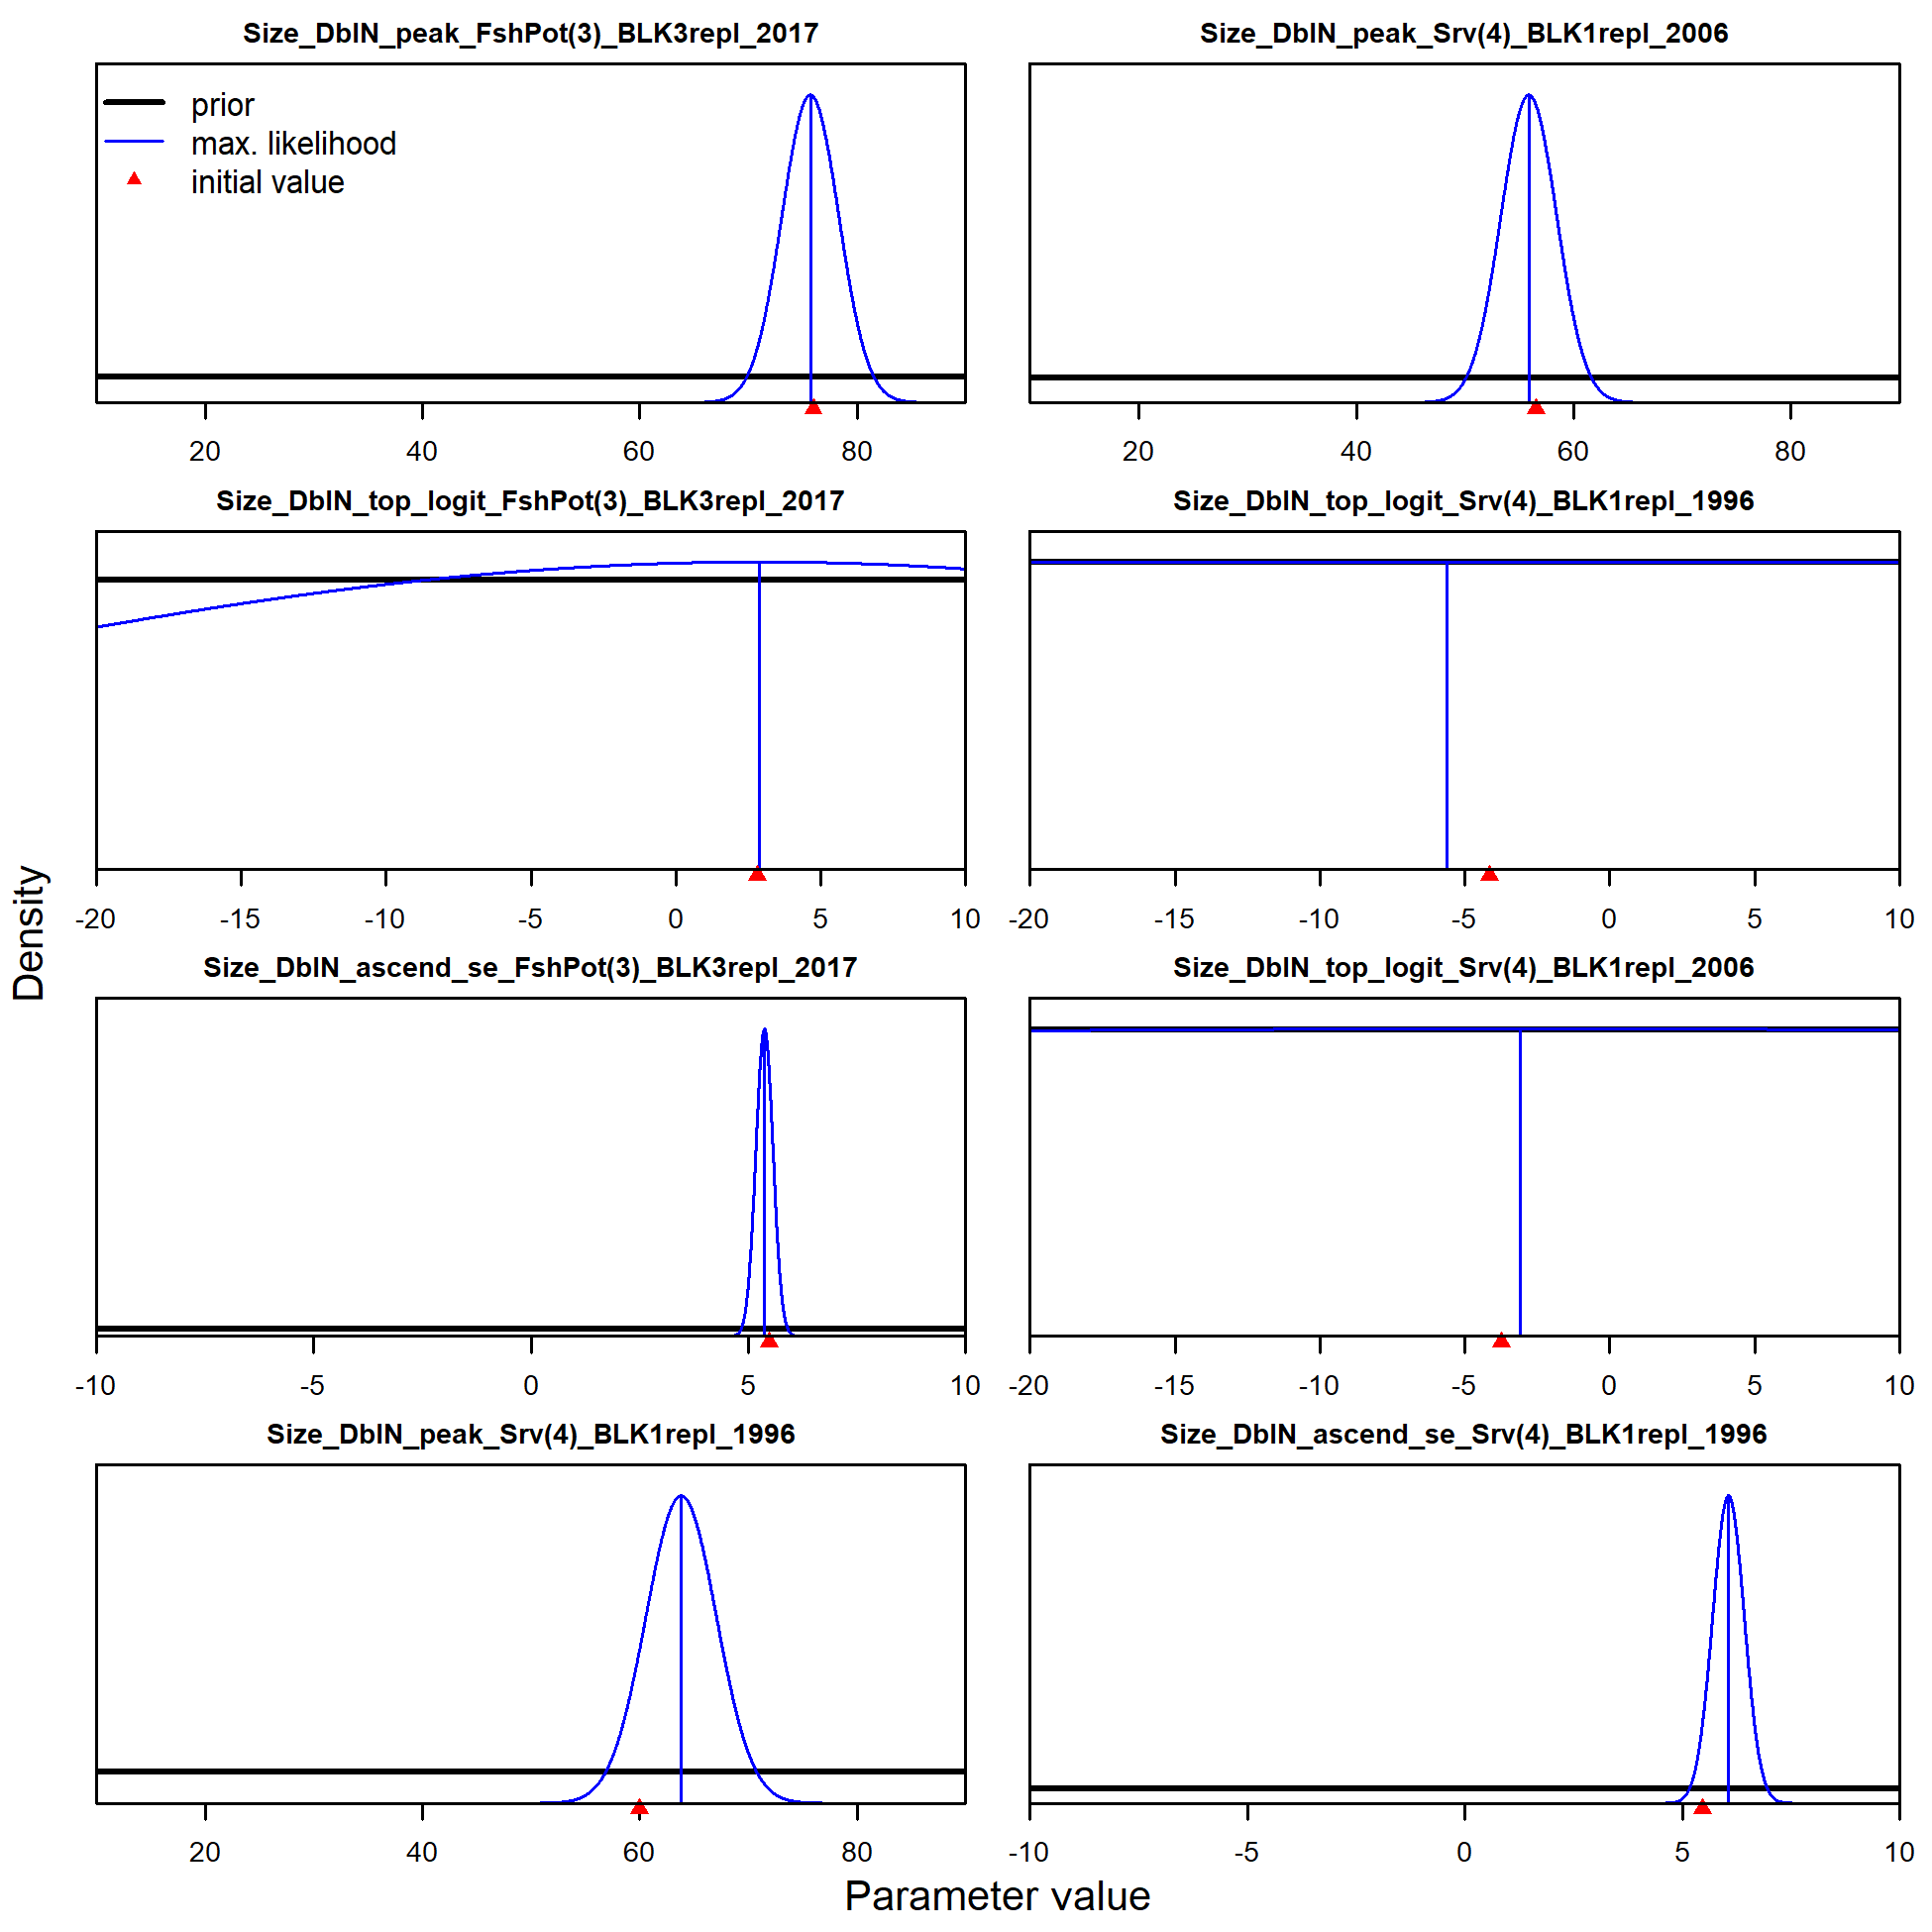 Size_DblN_peak_FshPot(3)_BLK3repl_2017
prior
max. likelihood
initial value
20 40 60 80
Size_DblN_peak_Srv(4)_BLK1repl_2006
20 40 60 80
Size_DblN_top_logit_FshPot(3)_BLK3repl_2017
-20 -15 -10 -5 0 5 10
Size_DblN_top_logit_Srv(4)_BLK1repl_1996
-20 -15 -10 -5 0 5 10
Size_DblN_ascend_se_FshPot(3)_BLK3repl_2017
-10 -5 0 5 10
Size_DblN_top_logit_Srv(4)_BLK1repl_2006
-20 -15 -10 -5 0 5 10
Size_DblN_peak_Srv(4)_BLK1repl_1996
20 40 60 80
Size_DblN_ascend_se_Srv(4)_BLK1repl_1996
-10 -5 0 5 10
Density
Parameter value